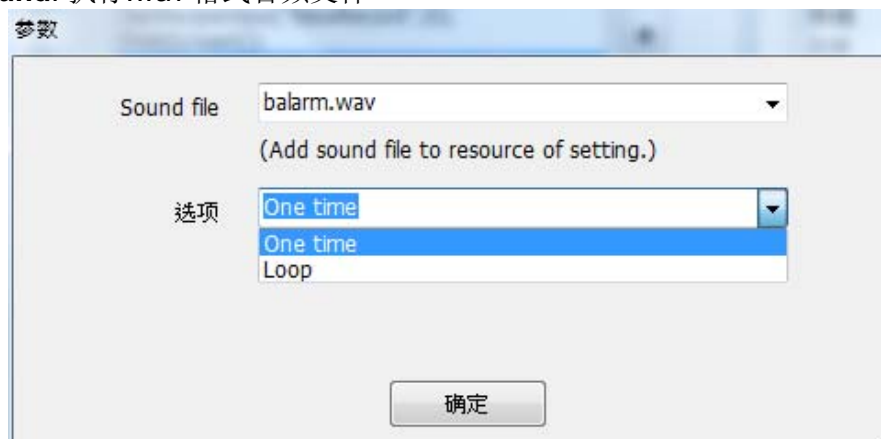 参数
Sound file
balarm.wav
(Add sound file to resource of setting.)
选项
One time
One time
Loop
确定